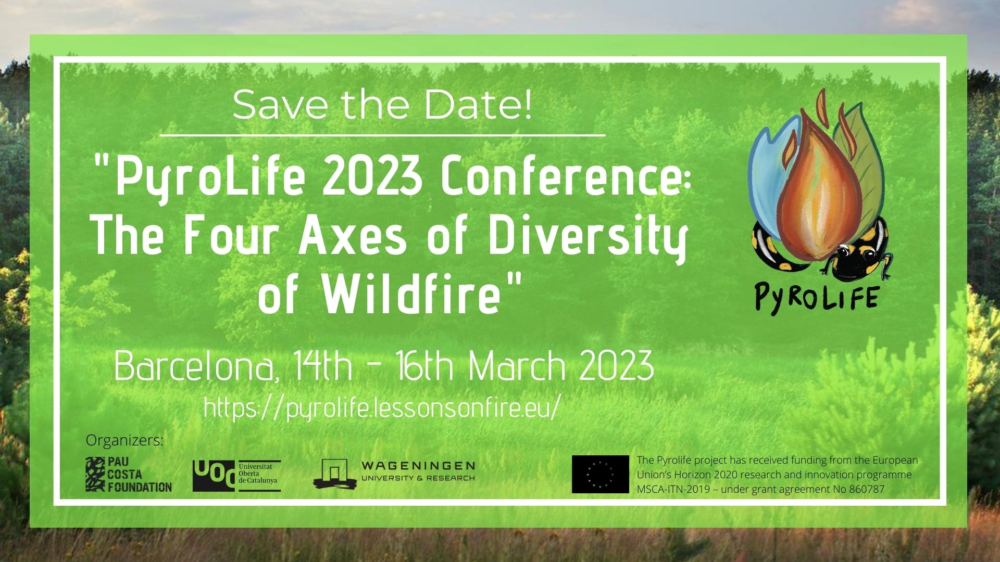 Save the Date!
"PyroLife 2023 Conference:
The Four Axes of Diversity
of Wildfire"
PYROLIFE
Barcelona, 14th - 16th March 2023
https://pyrolife.lessonsonfire.eu/
Organizers:
PAU
COSTA
FOUNDATION
UOC
Universitat
Oberta
de Catalunya
WAGENINGEN
UNIVERSITY & RESEARCH
The Pyrolife project has received funding from the European
Union's Horizon 2020 research and innovation programme
MSCA-ITN-2019 – under grant agreement No 860787